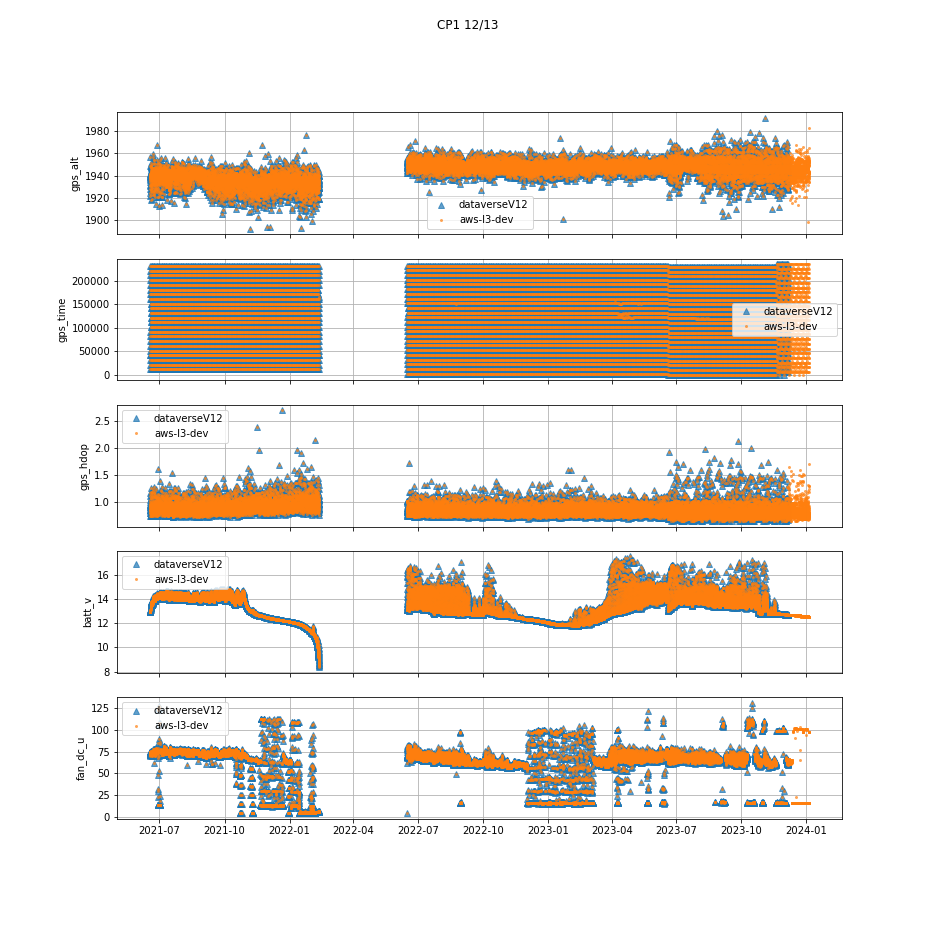 CP1 12/13
1980
1960
1940
1920
1900
gps_alt
dataverseV12
aws-l3-dev
200000
150000
100000
50000
0
gps_time
dataverseV12
aws-l3-dev
2.5
2.0
1.5
1.0
gps_hdop
dataverseV12
aws-l3-dev
16
14
12
10
8
batt_v
dataverseV12
aws-l3-dev
125
100
75
50
25
0
fan_dc_u
dataverseV12
aws-l3-dev
2021-07 2021-10 2022-01 2022-04 2022-07 2022-10 2023-01 2023-04 2023-07 2023-10 2024-01